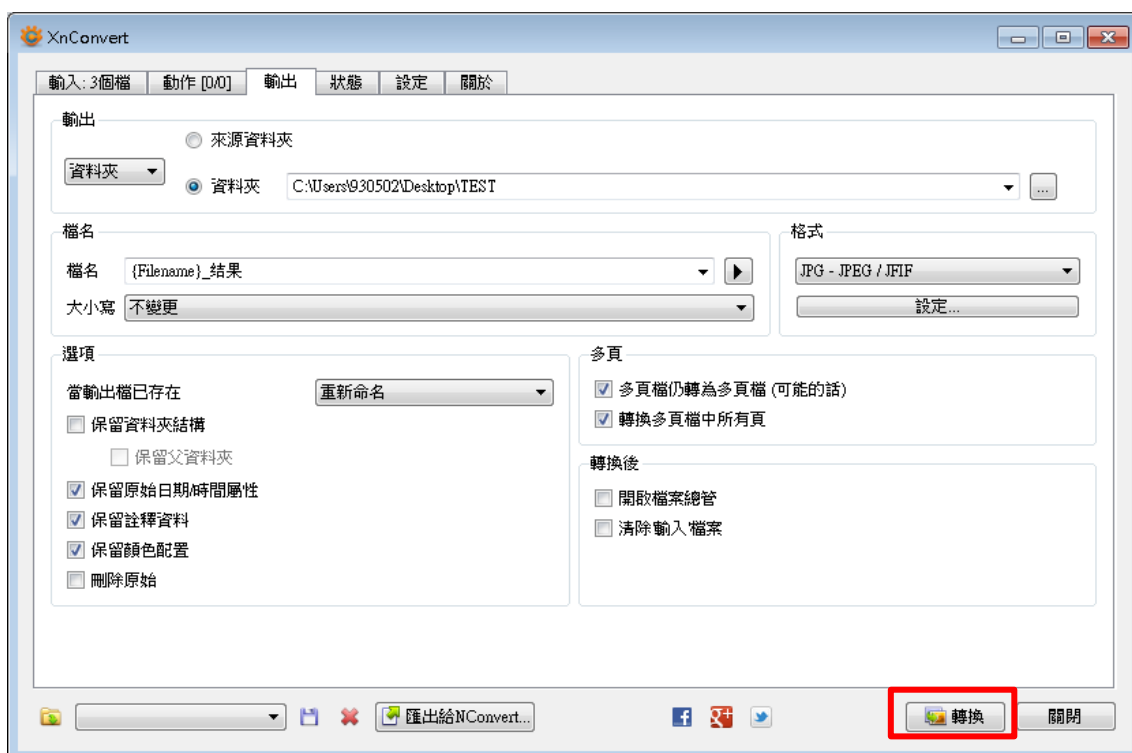 XnConvert
輸入: 3個檔 動作 [0/0] 輸出 狀態 設定 關於
輸出
來源資料夾
資料夾 資料夾 C:\Users\930502\Desktop\TEST ...
檔名
檔名 {Filename}_结果
大小寫 不變更
格式
JPG - JPEG / JFIF
設定...
選項
當輸出檔已存在 重新命名
保留資料夾結構
保留父資料夾
保留原始日期/時間屬性
保留詮釋資料
保留顏色配置
刪除原始
多頁
多頁檔仍轉為多頁檔 (可能的話)
轉換多頁檔中所有頁
轉換後
開啟檔案總管
清除輸入檔案
匯出給NConvert... 轉換 關閉